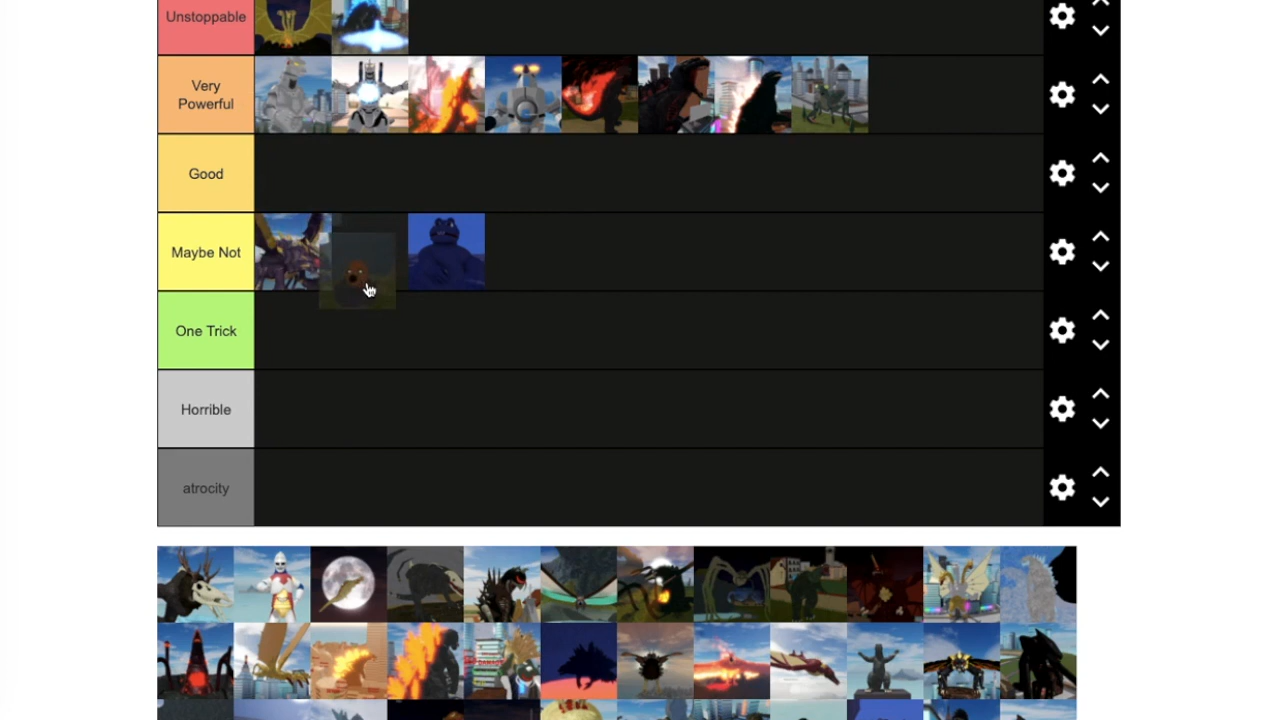 Unstoppable
Very
Powerful
Good
Maybe Not
One Trick
Horrible
atrocity